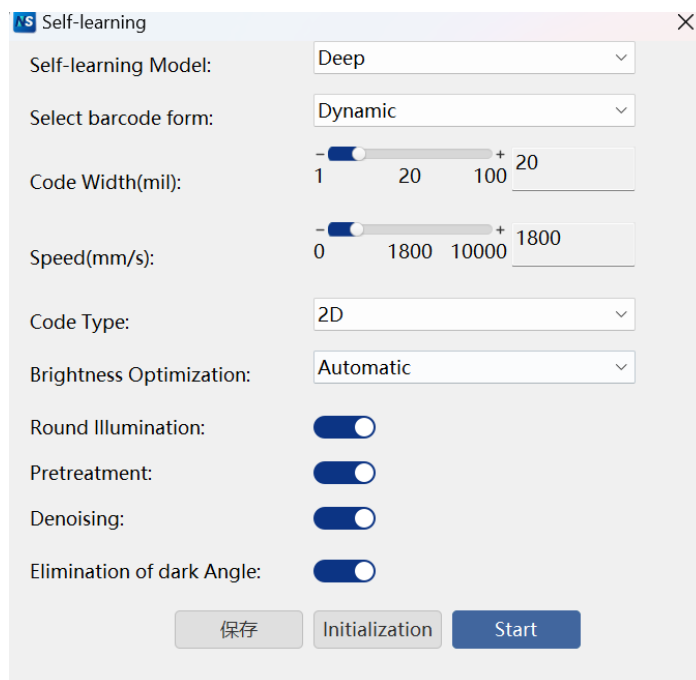 NS Self-learning
Self-learning Model: Deep
Select barcode form: Dynamic
Code Width(mil): − + 20
1 20 100
Speed(mm/s): − + 1800
0 1800 10000
Code Type: 2D
Brightness Optimization: Automatic
Round Illumination:
Pretreatment:
Denoising:
Elimination of dark Angle:
保存 Initialization Start